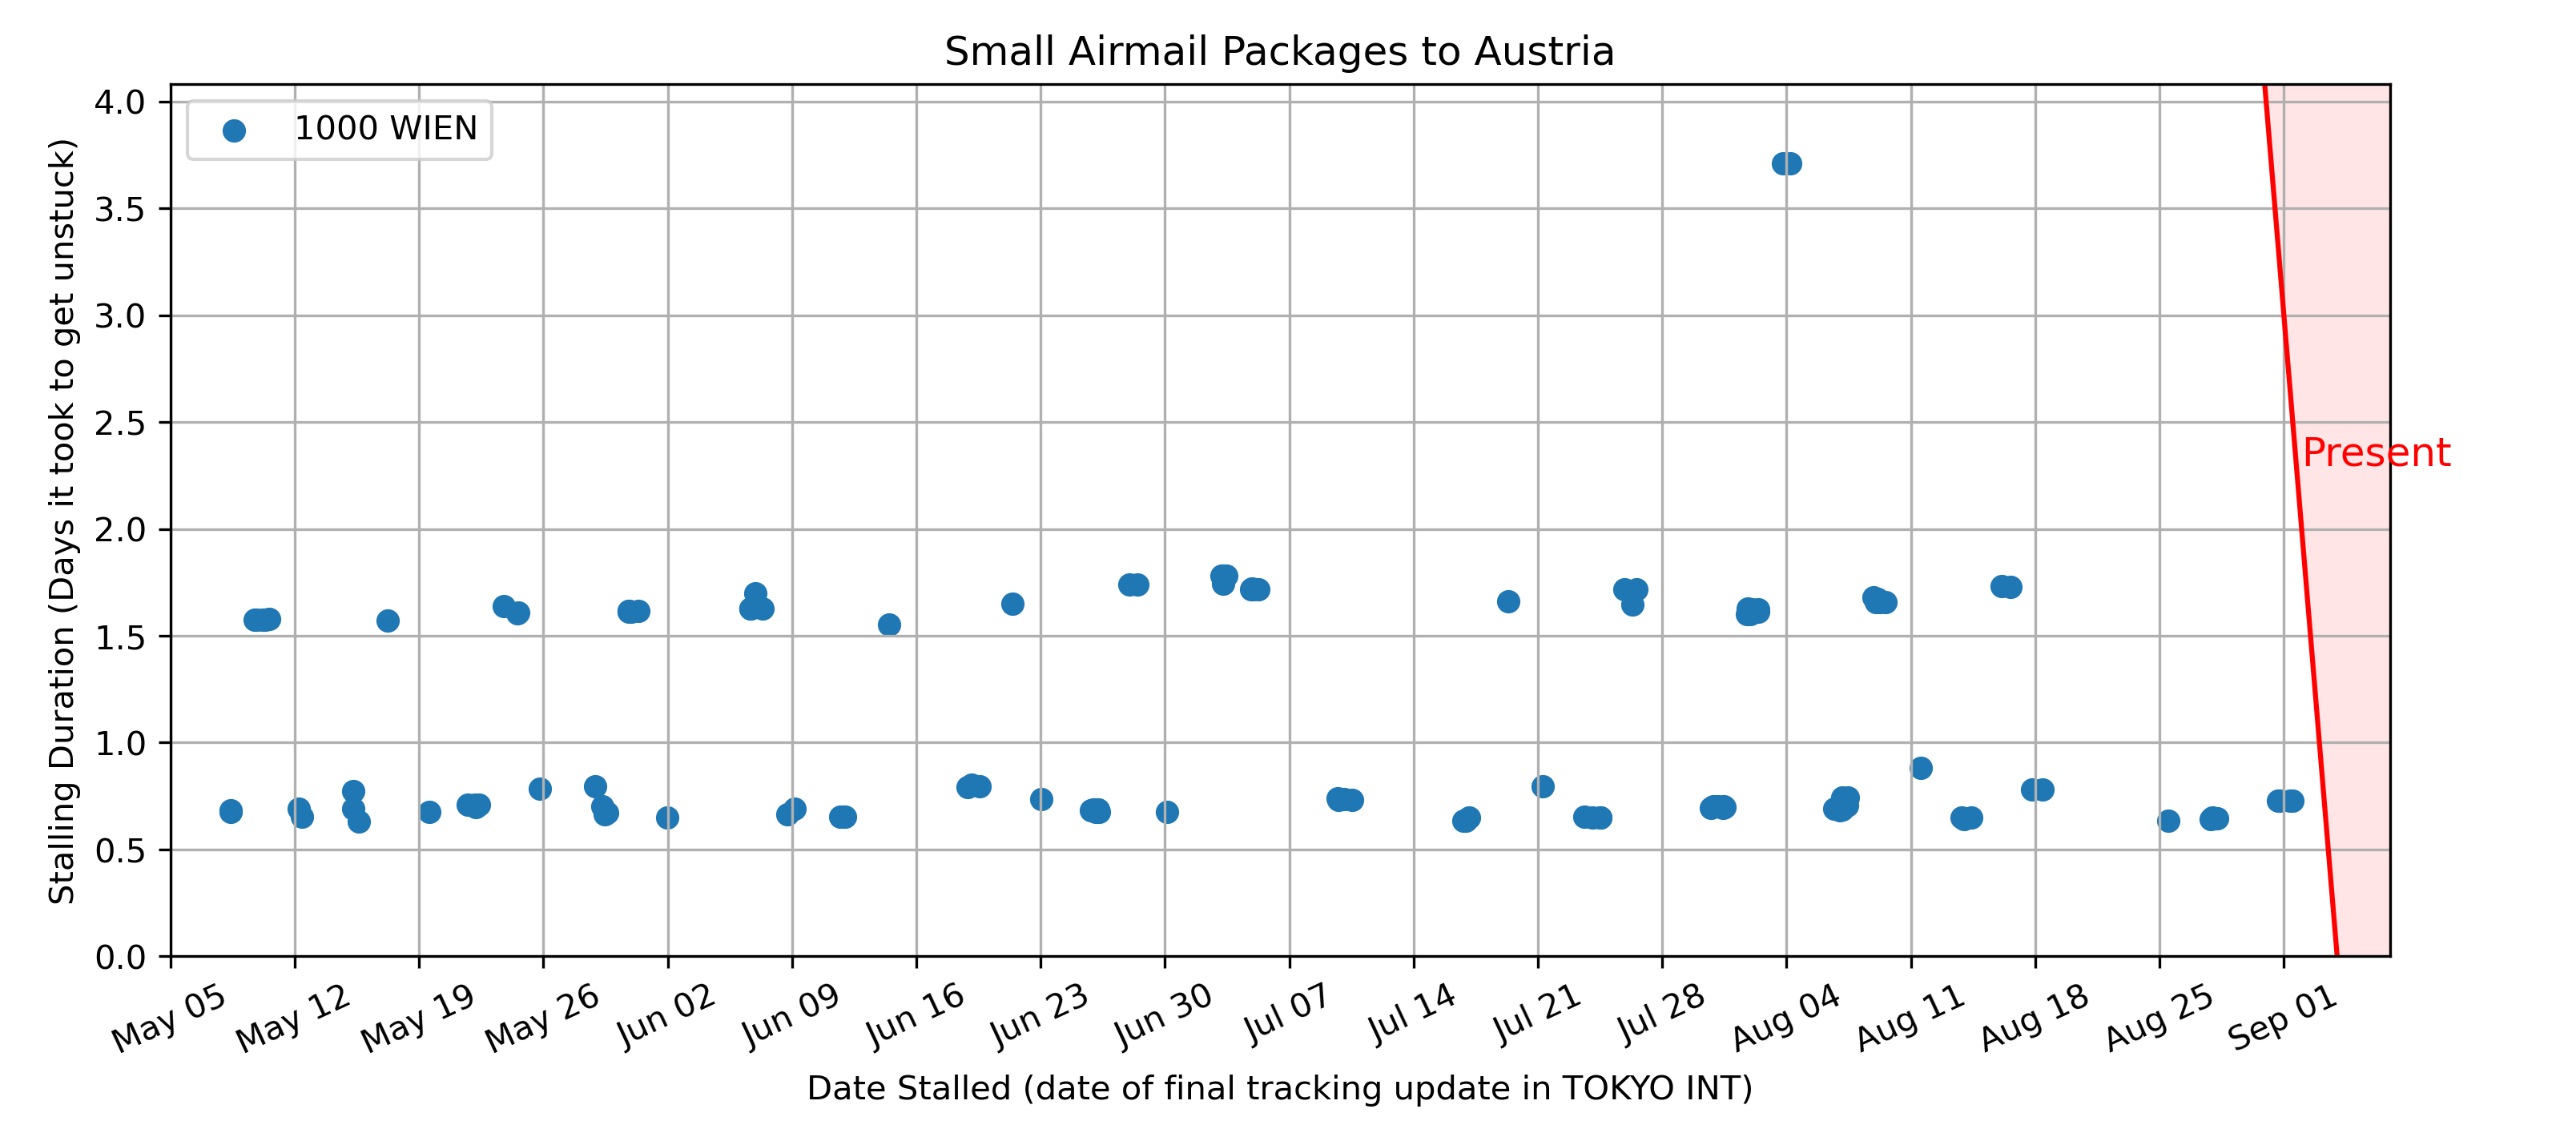 Small Airmail Packages to Austria
1000 WIEN
Stalling Duration (Days it took to get unstuck)
4.0
3.5
3.0
2.5
2.0
1.5
1.0
0.5
0.0
Present
May 05
May 12
May 19
May 26
Jun 02
Jun 09
Jun 16
Jun 23
Jun 30
Jul 07
Jul 14
Jul 21
Jul 28
Aug 04
Aug 11
Aug 18
Aug 25
Sep 01
Date Stalled (date of final tracking update in TOKYO INT)